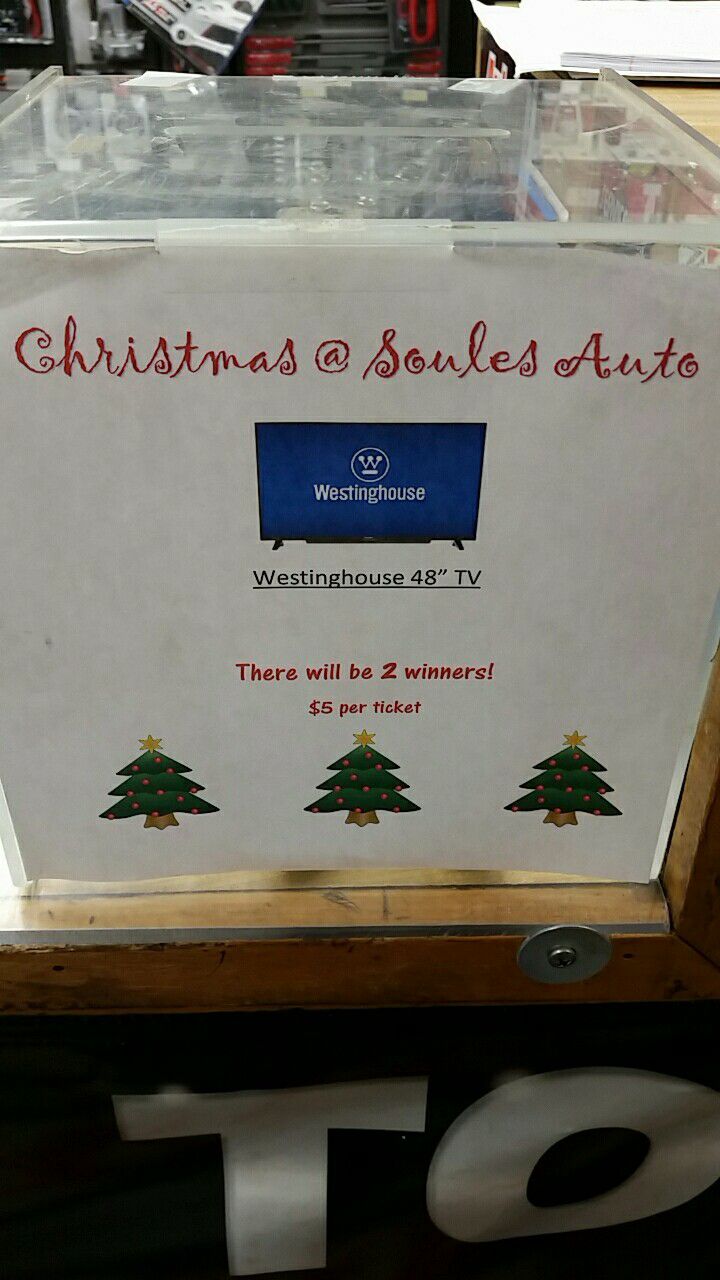 Christmas @ Soules Auto
W
Westinghouse
Westinghouse 48” TV
There will be 2 winners!
$5 per ticket
TO